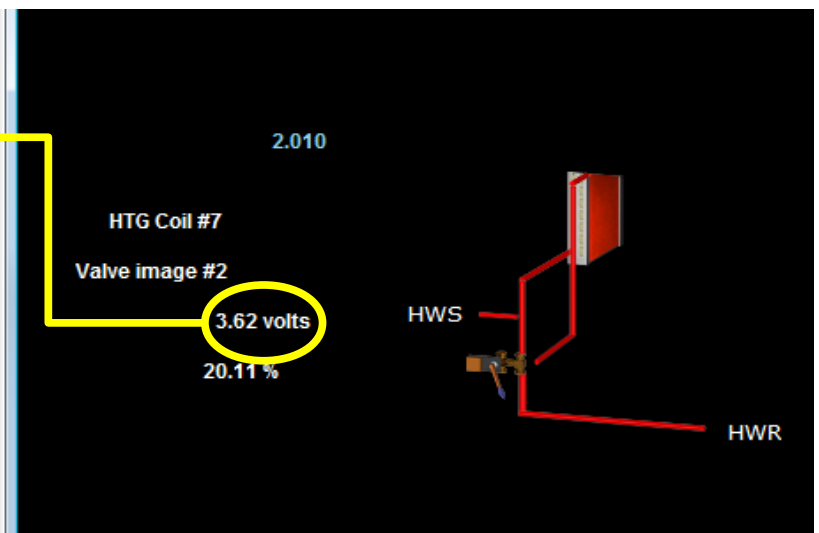 2.010
HTG Coil #7
Valve image #2
3.62 volts
HWS
20.11 %
HWR